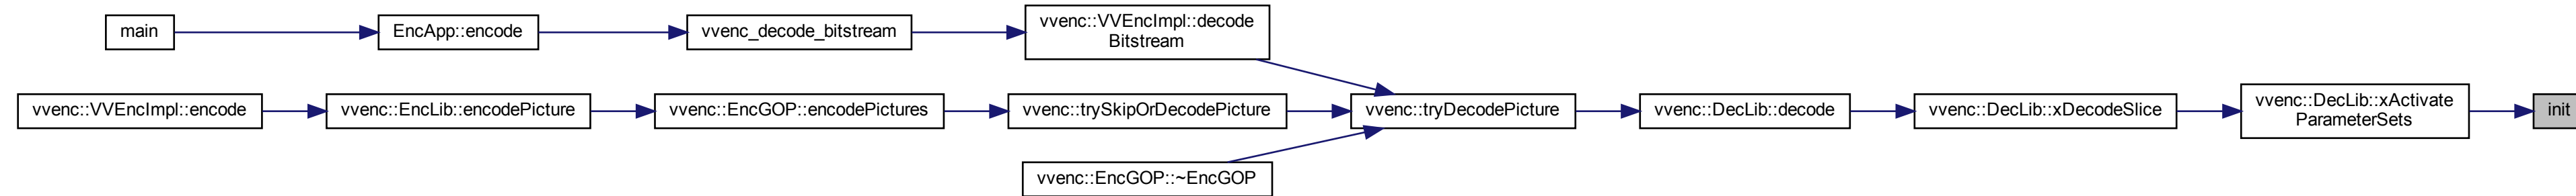 main
EncApp::encode
vvenc_decode_bitstream
vvenc::VVEncImpl::decode
Bitstream
vvenc::VVEncImpl::encode
vvenc::EncLib::encodePicture
vvenc::EncGOP::encodePictures
vvenc::trySkipOrDecodePicture
vvenc::tryDecodePicture
vvenc::DecLib::decode
vvenc::DecLib::xDecodeSlice
vvenc::DecLib::xActivate
ParameterSets
init
vvenc::EncGOP::~EncGOP